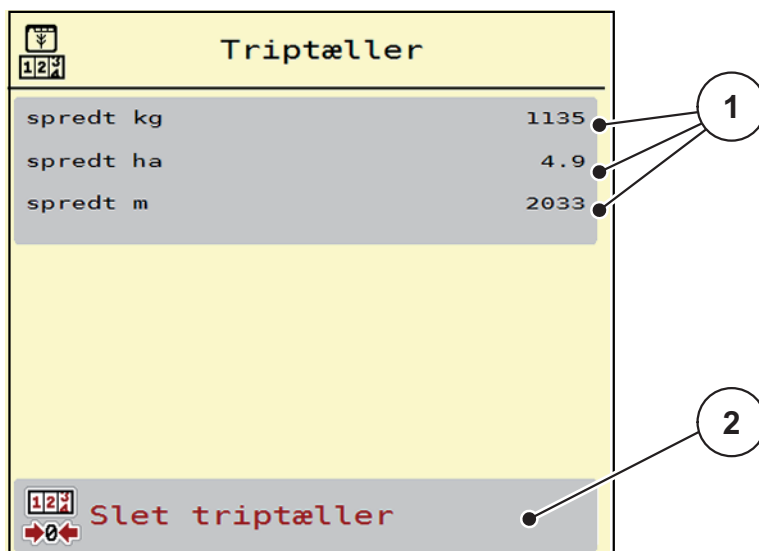 Triptæller
spredt kg 1135
1
spredt ha 4.9
spredt m 2033
2
Slet triptæller